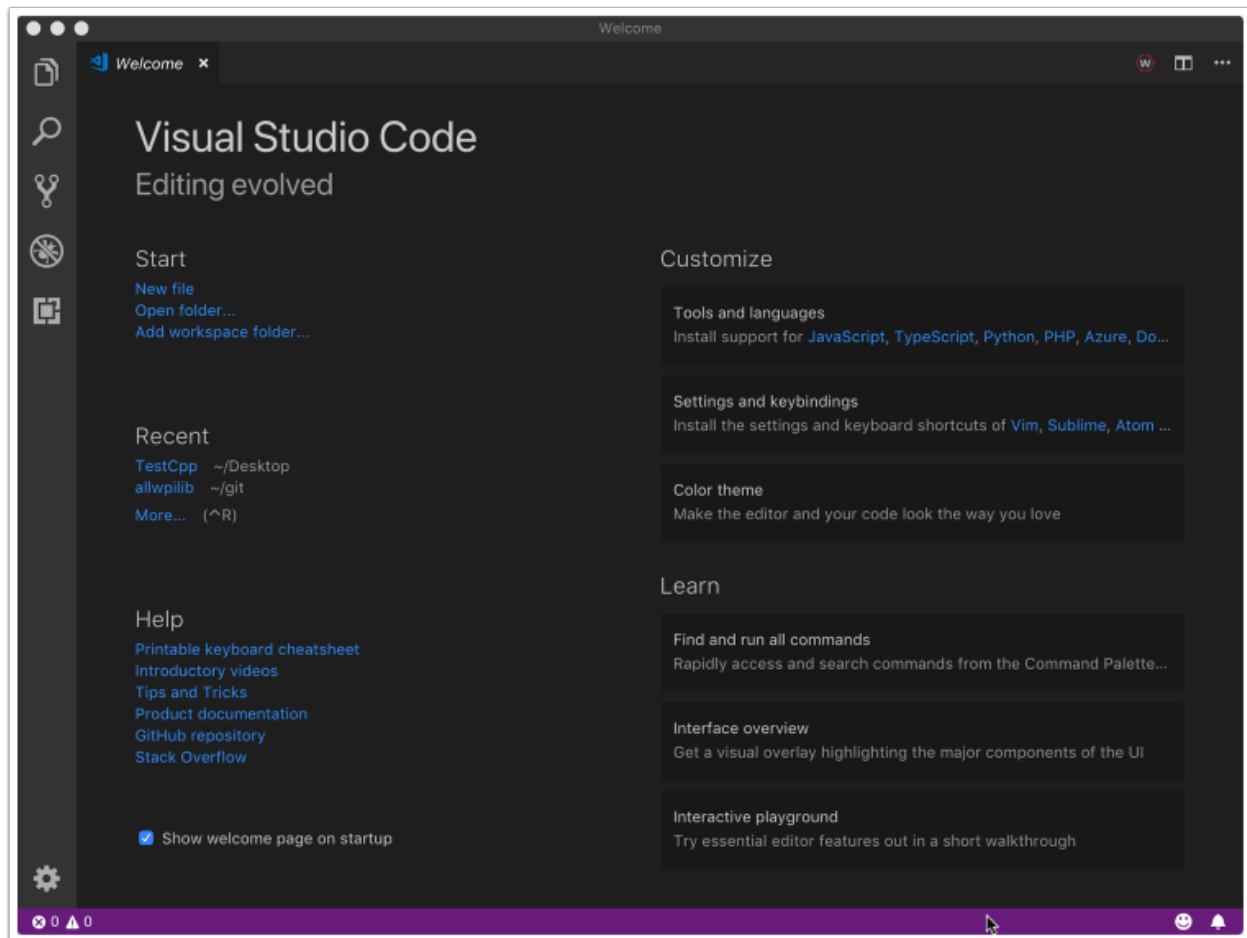 Welcome
Welcome ×
W
Visual Studio Code
Editing evolved
Start
New file
Open folder...
Add workspace folder...
Recent
TestCpp ~/Desktop
allwpilib ~/git
More... (^R)
Help
Printable keyboard cheatsheet
Introductory videos
Tips and Tricks
Product documentation
GitHub repository
Stack Overflow
Show welcome page on startup
Customize
Tools and languages
Install support for JavaScript, TypeScript, Python, PHP, Azure, Do...
Settings and keybindings
Install the settings and keyboard shortcuts of Vim, Sublime, Atom ...
Color theme
Make the editor and your code look the way you love
Learn
Find and run all commands
Rapidly access and search commands from the Command Palette...
Interface overview
Get a visual overlay highlighting the major components of the UI
Interactive playground
Try essential editor features out in a short walkthrough
0 0